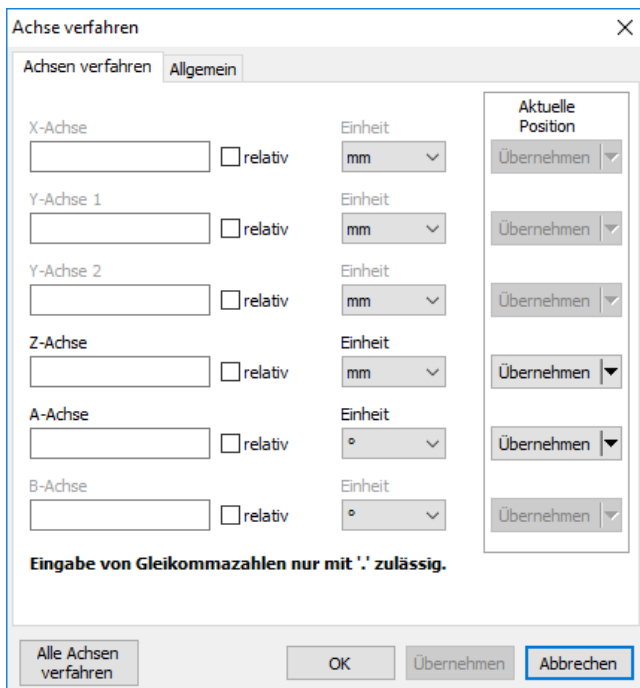 Achse verfahren
Achsen verfahren Allgemein
Aktuelle
Position
X-Achse Einheit
relativ mm Übernehmen
Y-Achse 1 Einheit
relativ mm Übernehmen
Y-Achse 2 Einheit
relativ mm Übernehmen
Z-Achse Einheit
relativ mm Übernehmen
A-Achse Einheit
relativ ° Übernehmen
B-Achse Einheit
relativ ° Übernehmen
Eingabe von Gleikommazahlen nur mit '.' zulässig.
Alle Achsen
verfahren
OK Übernehmen Abbrechen